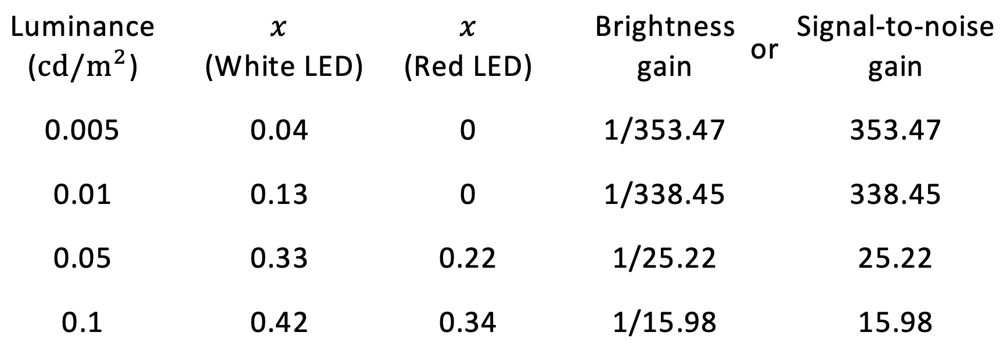 Luminance x x Brightness or Signal-to-noise
(cd/m²) (White LED) (Red LED) gain gain
0.005 0.04 0 1/353.47 353.47
0.01 0.13 0 1/338.45 338.45
0.05 0.33 0.22 1/25.22 25.22
0.1 0.42 0.34 1/15.98 15.98